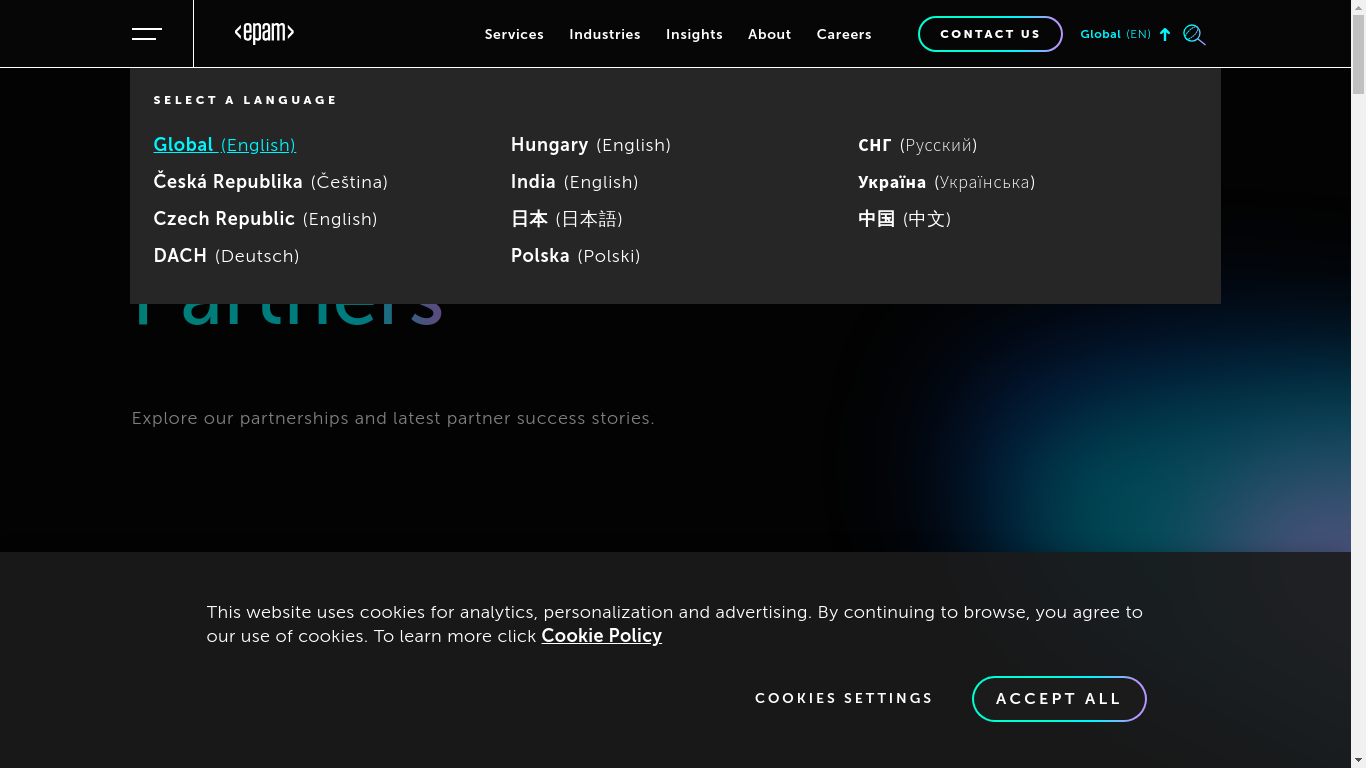 <epam>
Services Industries Insights About Careers CONTACT US Global (EN)
SELECT A LANGUAGE
Global (English)
Česká Republika (Čeština)
Czech Republic (English)
DACH (Deutsch)
Hungary (English)
India (English)
日本 (日本語)
Polska (Polski)
СНГ (Русский)
Україна (Українська)
中国 (中文)
Partners
Explore our partnerships and latest partner success stories.
This website uses cookies for analytics, personalization and advertising. By continuing to browse, you agree to
our use of cookies. To learn more click Cookie Policy
COOKIES SETTINGS ACCEPT ALL